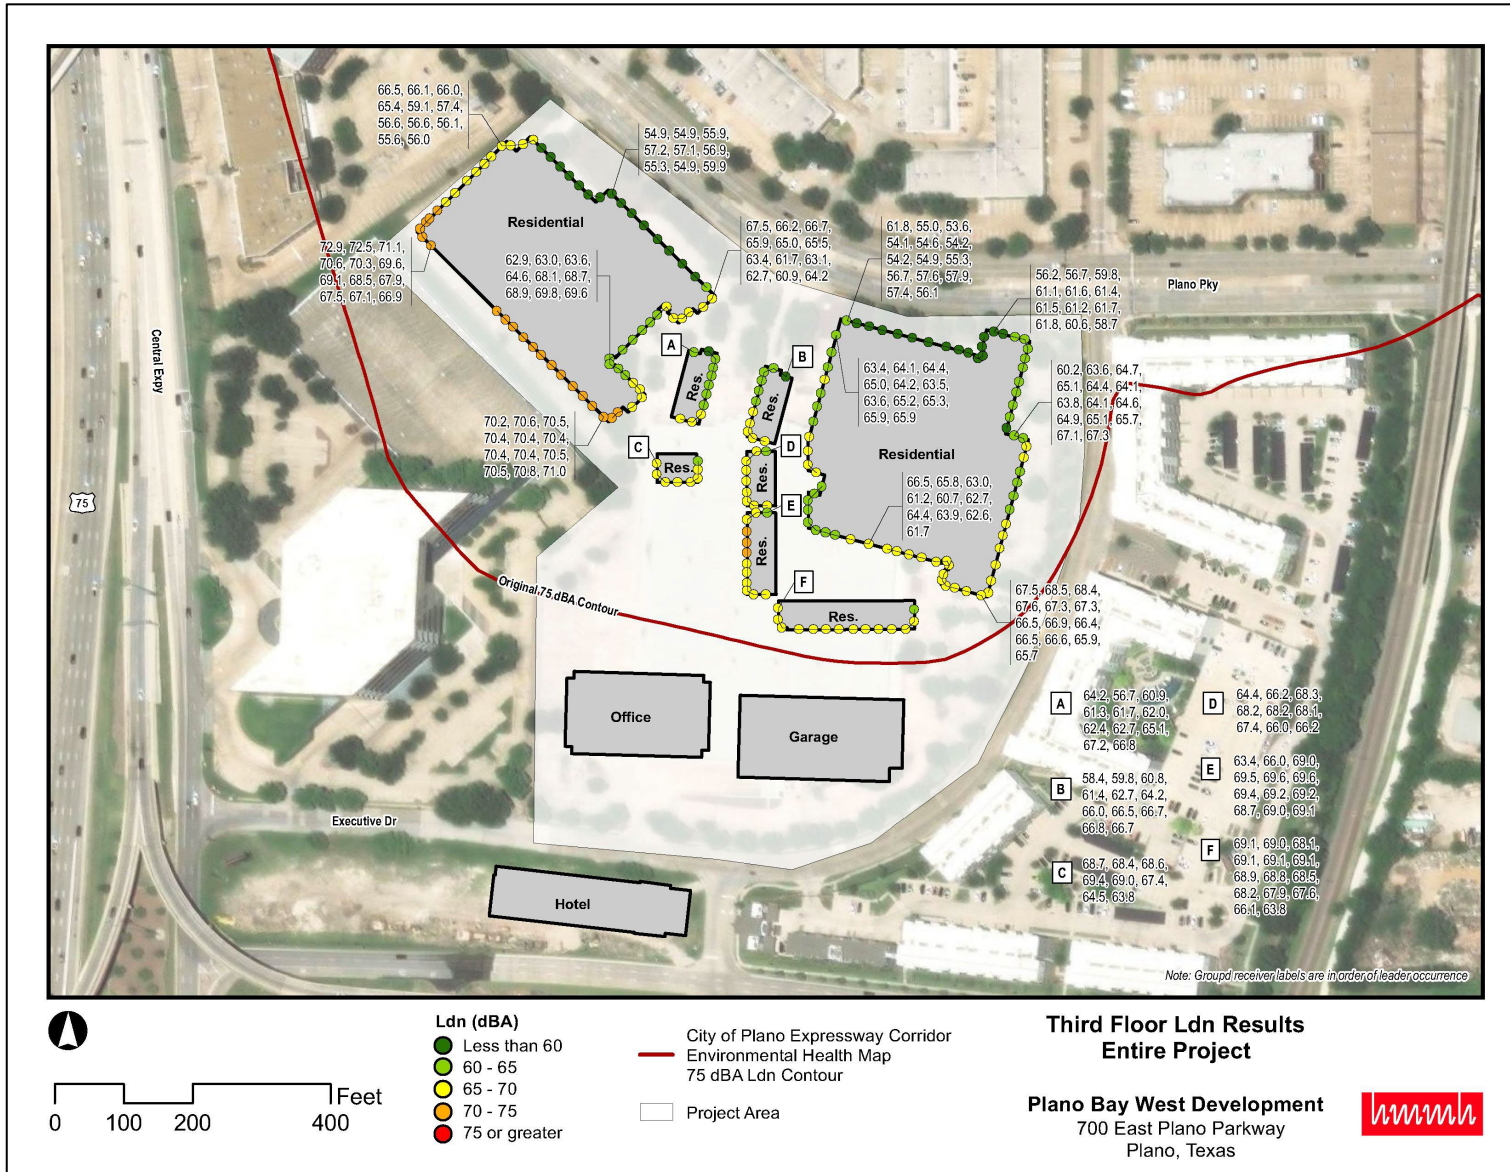 66.5, 66.1, 66.0,
65.4, 59.1, 57.4,
56.6, 56.6, 56.1,
55.6, 56.0
54.9, 54.9, 55.9,
57.2, 57.1, 56.9,
55.3, 54.9, 59.9
Residential
72.9, 72.5, 71.1,
70.6, 70.3, 69.6,
69.1, 68.5, 67.9,
67.5, 67.1, 66.9
62.9, 63.0, 63.6,
64.6, 68.1, 68.7,
68.9, 69.8, 69.6
67.5, 66.2, 66.7,
65.9, 65.0, 65.5,
63.4, 61.7, 63.1,
62.7, 60.9, 64.2
61.8, 55.0, 53.6,
54.1, 54.6, 54.2,
54.2, 54.9, 55.3,
56.7, 57.6, 57.9,
57.4, 56.1
56.2, 56.7, 59.8,
61.1, 61.6, 61.4,
61.5, 61.2, 61.7,
61.8, 60.6, 58.7
Plano Pky
Central Expy
75
A
Res.
B
Res.
63.4, 64.1, 64.4,
65.0, 64.2, 63.5,
63.6, 65.2, 65.3,
65.9, 65.9
60.2, 63.6, 64.7,
65.1, 64.4, 64.1,
63.8, 64.1, 64.6,
64.9, 65.1, 65.7,
67.1, 67.3
70.2, 70.6, 70.5,
70.4, 70.4, 70.4,
70.4, 70.4, 70.5,
70.5, 70.8, 71.0
C
Res.
D
Res.
E
Res.
Residential
66.5, 65.8, 63.0,
61.2, 60.7, 62.7,
64.4, 63.9, 62.6,
61.7
Original 75 dBA Contour
F
Res.
67.5, 68.5, 68.4,
67.6, 67.3, 67.3,
66.5, 66.9, 66.4,
66.5, 66.6, 65.9,
65.7
Office
Garage
Executive Dr
Hotel
A
64.2, 56.7, 60.9,
61.3, 61.7, 62.0,
62.4, 62.7, 65.1,
67.2, 66.8
B
58.4, 59.8, 60.8,
61.4, 62.7, 64.2,
66.0, 66.5, 66.7,
66.8, 66.7
C
68.7, 68.4, 68.6,
69.4, 69.0, 67.4,
64.5, 63.8
D
64.4, 66.2, 68.3,
68.2, 68.2, 68.1,
67.4, 66.0, 66.2
E
63.4, 66.0, 69.0,
69.5, 69.6, 69.6,
69.4, 69.2, 69.2,
68.7, 69.0, 69.1
F
69.1, 69.0, 68.1,
69.1, 69.1, 69.1,
68.9, 68.8, 68.5,
68.2, 67.9, 67.6,
66.1, 63.8
Note: Groupd receiver labels are in order of leader occurrence
0 100 200 400 Feet
Ldn (dBA)
Less than 60
60 - 65
65 - 70
70 - 75
75 or greater
City of Plano Expressway Corridor
Environmental Health Map
75 dBA Ldn Contour
Project Area
Third Floor Ldn Results
Entire Project
Plano Bay West Development
700 East Plano Parkway
Plano, Texas
hmmh